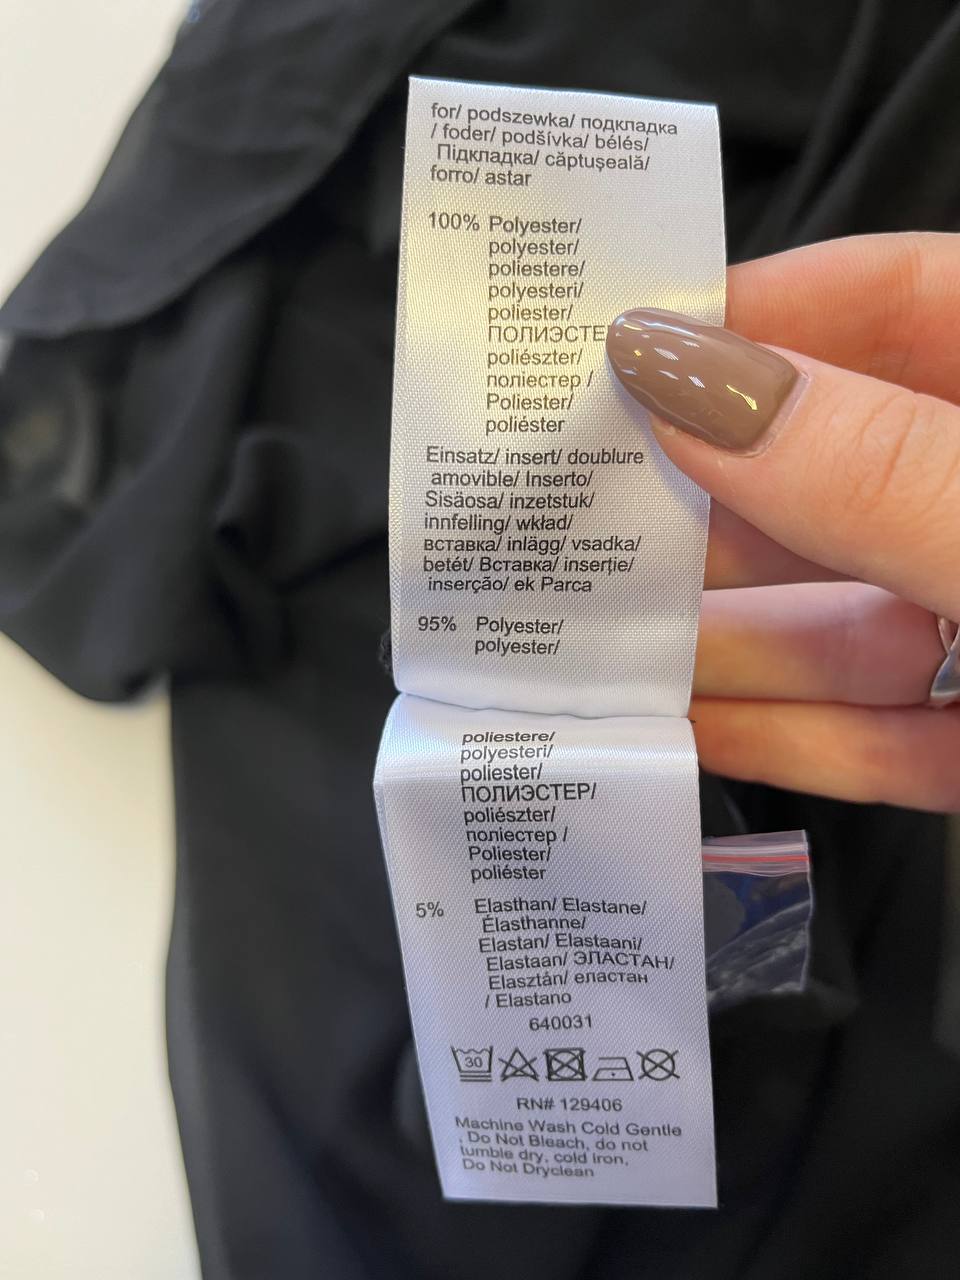 for/ podszewka/ подкладка
/ foder/ podšívka/ bélés/
Підкладка/ căptușeală/
forro/ astar
100% Polyester/
polyester/
poliestere/
polyesteri/
poliester/
ПОЛИЭСТЕ
poliészter/
поліестер /
Poliester/
poliéster
Einsatz/ insert/ doublure
amovible/ Inserto/
Sisäosa/ inzetstuk/
innfelling/ wkład/
вставка/ inlägg/ vsadka/
betét/ Вставка/ inserție/
inserção/ ek Parca
95% Polyester/
polyester/
poliestere/
polyesteri/
poliester/
ПОЛИЭСТЕР/
poliészter/
поліестер /
Poliester/
poliéster
5% Elasthan/ Elastane/
Élasthanne/
Elastan/ Elastaani/
Elastaan/ ЭЛАСТАН/
Elasztán/ еластан
/ Elastano
640031
30
RN# 129406
Machine Wash Cold Gentle
. Do Not Bleach, do not
tumble dry, cold iron,
Do Not Dryclean